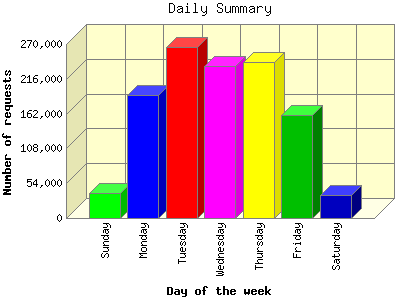 Daily Summary
Number of requests
270,000
216,000
162,000
108,000
54,000
0
Sunday
Monday
Tuesday
Wednesday
Thursday
Friday
Saturday
Day of the week